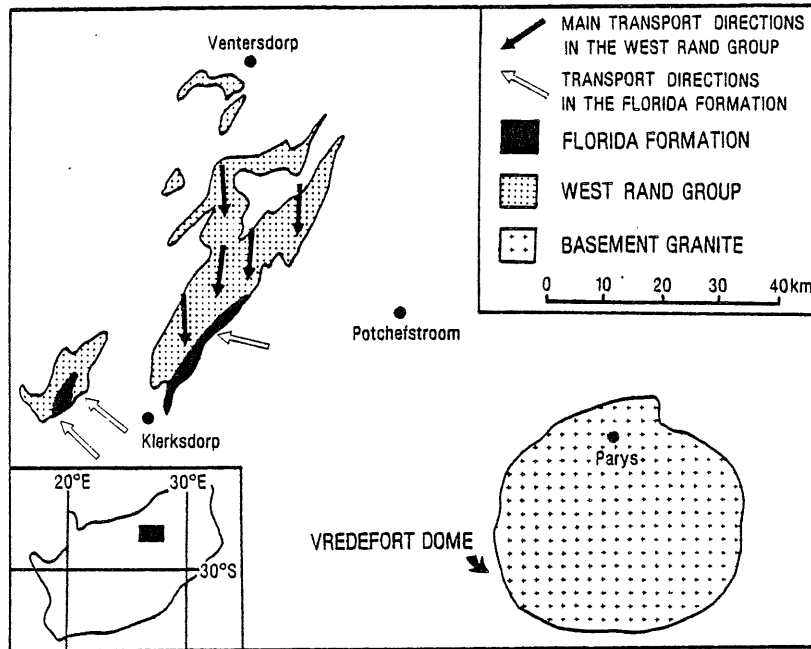 Ventersdorp
MAIN TRANSPORT DIRECTIONS
IN THE WEST RAND GROUP
TRANSPORT DIRECTIONS
IN THE FLORIDA FORMATION
FLORIDA FORMATION
WEST RAND GROUP
BASEMENT GRANITE
0 10 20 30 40km
Potchefstroom
Klerksdorp
Parys
VREDEFORT DOME
20°E 30°E
30°S